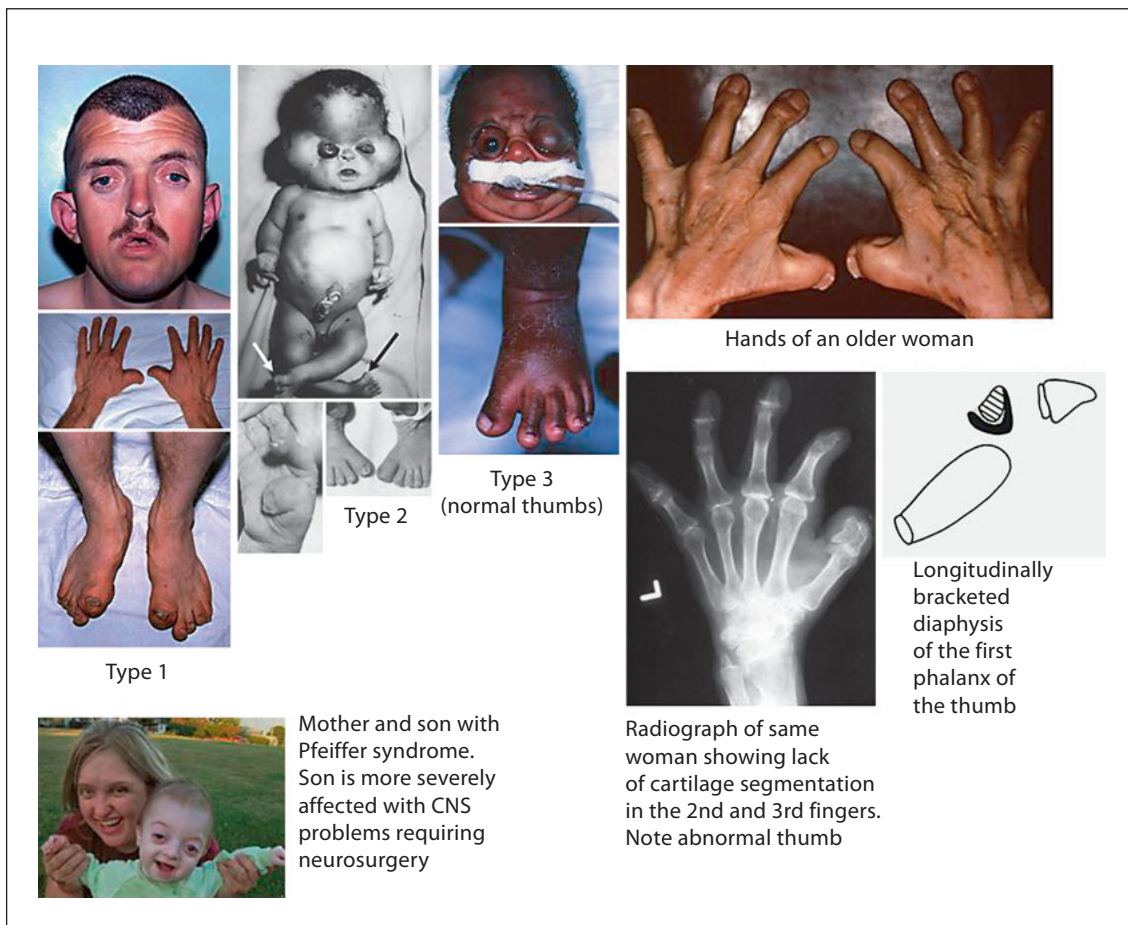 Type 1
Type 2
Type 3
(normal thumbs)
Hands of an older woman
L
Radiograph of same
woman showing lack
of cartilage segmentation
in the 2nd and 3rd fingers.
Note abnormal thumb
Longitudinally
bracketed
diaphysis
of the first
phalanx of
the thumb
Mother and son with
Pfeiffer syndrome.
Son is more severely
affected with CNS
problems requiring
neurosurgery